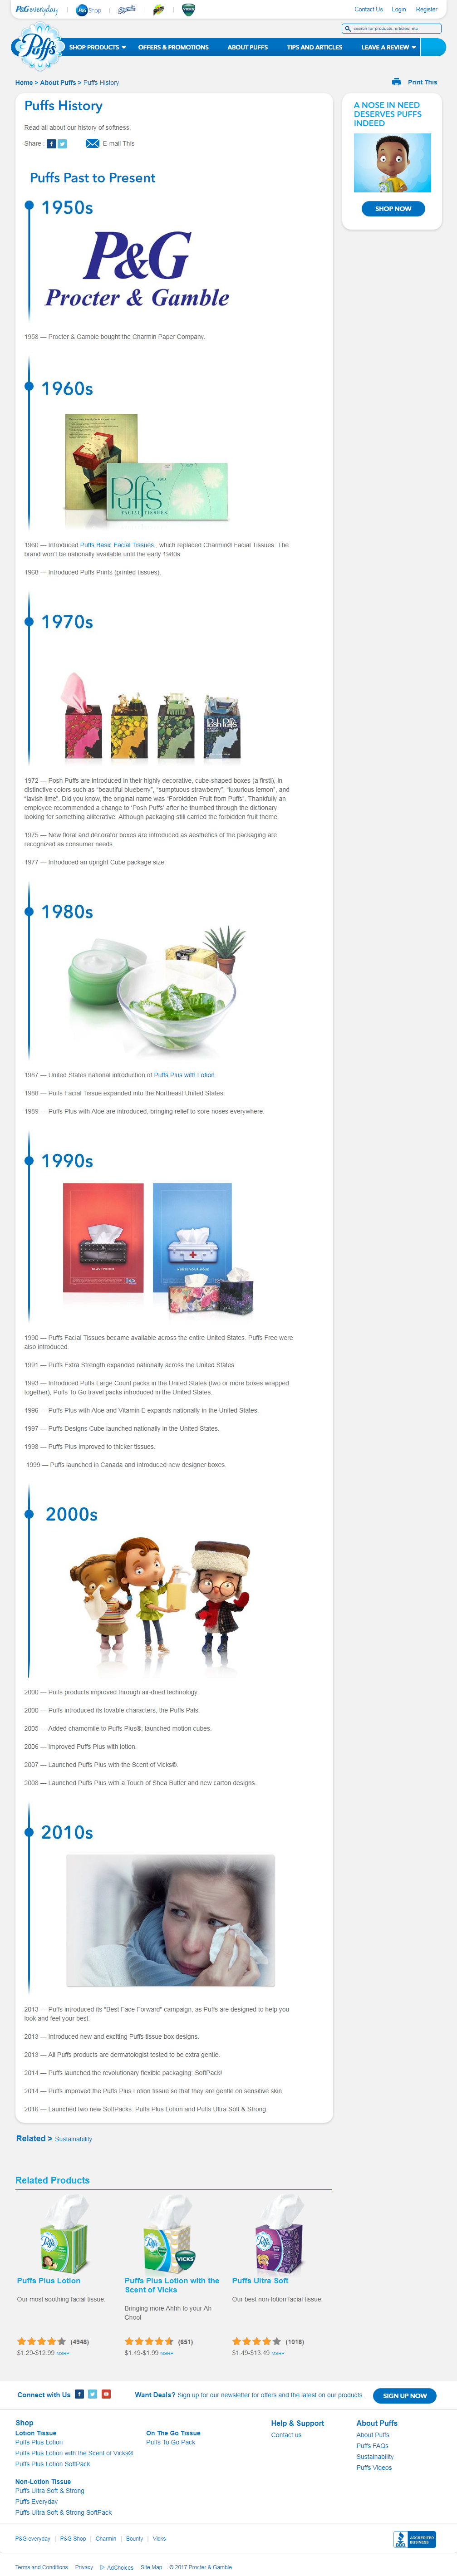 P&G everyday
P&G Shop
Charmin
VICKS
Contact Us Login Register
search for products, articles, etc
Puffs
SHOP PRODUCTS OFFERS & PROMOTIONS ABOUT PUFFS TIPS AND ARTICLES LEAVE A REVIEW
Home > About Puffs > Puffs History
Print This
Puffs History
Read all about our history of softness.
Share : E-mail This
A NOSE IN NEED
DESERVES PUFFS
INDEED
SHOP NOW
Puffs Past to Present
1950s
P&G
Procter & Gamble
1958 — Procter & Gamble bought the Charmin Paper Company.
1960s
Puffs
FACIAL TISSUES
1960 — Introduced Puffs Basic Facial Tissues , which replaced Charmin® Facial Tissues. The
brand won't be nationally available until the early 1980s.
1968 — Introduced Puffs Prints (printed tissues).
1970s
Posh Puffs
1972 — Posh Puffs are introduced in their highly decorative, cube-shaped boxes (a first!), in
distinctive colors such as "beautiful blueberry", "sumptuous strawberry", "luxurious lemon", and
"lavish lime". Did you know, the original name was "Forbidden Fruit from Puffs". Thankfully an
employee recommended a change to 'Posh Puffs' after he thumbed through the dictionary
looking for something alliterative. Although packaging still carried the forbidden fruit theme.
1975 — New floral and decorator boxes are introduced as aesthetics of the packaging are
recognized as consumer needs.
1977 — Introduced an upright Cube package size.
1980s
1987 — United States national introduction of Puffs Plus with Lotion.
1988 — Puffs Facial Tissue expanded into the Northeast United States.
1989 — Puffs Plus with Aloe are introduced, bringing relief to sore noses everywhere.
1990s
1990 — Puffs Facial Tissues became available across the entire United States. Puffs Free were
also introduced.
1991 — Puffs Extra Strength expanded nationally across the United States.
1993 — Introduced Puffs Large Count packs in the United States (two or more boxes wrapped
together); Puffs To Go travel packs introduced in the United States.
1996 — Puffs Plus with Aloe and Vitamin E expands nationally in the United States.
1997 — Puffs Designs Cube launched nationally in the United States.
1998 — Puffs Plus improved to thicker tissues.
1999 — Puffs launched in Canada and introduced new designer boxes.
2000s
2000 — Puffs products improved through air-dried technology.
2000 — Puffs introduced its lovable characters, the Puffs Pals.
2005 — Added chamomile to Puffs Plus®; launched motion cubes.
2006 — Improved Puffs Plus with lotion.
2007 — Launched Puffs Plus with the Scent of Vicks®.
2008 — Launched Puffs Plus with a Touch of Shea Butter and new carton designs.
2010s
2013 — Puffs introduced its "Best Face Forward" campaign, as Puffs are designed to help you
look and feel your best.
2013 — Introduced new and exciting Puffs tissue box designs.
2013 — All Puffs products are dermatologist tested to be extra gentle.
2014 — Puffs launched the revolutionary flexible packaging: SoftPack!
2014 — Puffs improved the Puffs Plus Lotion tissue so that they are gentle on sensitive skin.
2016 — Launched two new SoftPacks: Puffs Plus Lotion and Puffs Ultra Soft & Strong.
Related > Sustainability
Related Products
Puffs Puffs VICKS Puffs
Puffs Plus Lotion
Our most soothing facial tissue.
(4948)
$1.29-$12.99 MSRP
Puffs Plus Lotion with the
Scent of Vicks
Bringing more Ahhh to your Ah-
Choo!
(651)
$1.49-$1.99 MSRP
Puffs Ultra Soft
Our best non-lotion facial tissue.
(1018)
$1.49-$13.49 MSRP
Connect with Us
Want Deals? Sign up for our newsletter for offers and the latest on our products.
SIGN UP NOW
Shop
Lotion Tissue
Puffs Plus Lotion
Puffs Plus Lotion with the Scent of Vicks®
Puffs Plus Lotion SoftPack
Non-Lotion Tissue
Puffs Ultra Soft & Strong
Puffs Everyday
Puffs Ultra Soft & Strong SoftPack
On The Go Tissue
Puffs To Go Pack
Help & Support
Contact us
About Puffs
About Puffs
Puffs FAQs
Sustainability
Puffs Videos
P&G everyday | P&G Shop | Charmin | Bounty | Vicks
BBB ACCREDITED
BUSINESS
Terms and Conditions Privacy AdChoices Site Map © 2017 Procter & Gamble